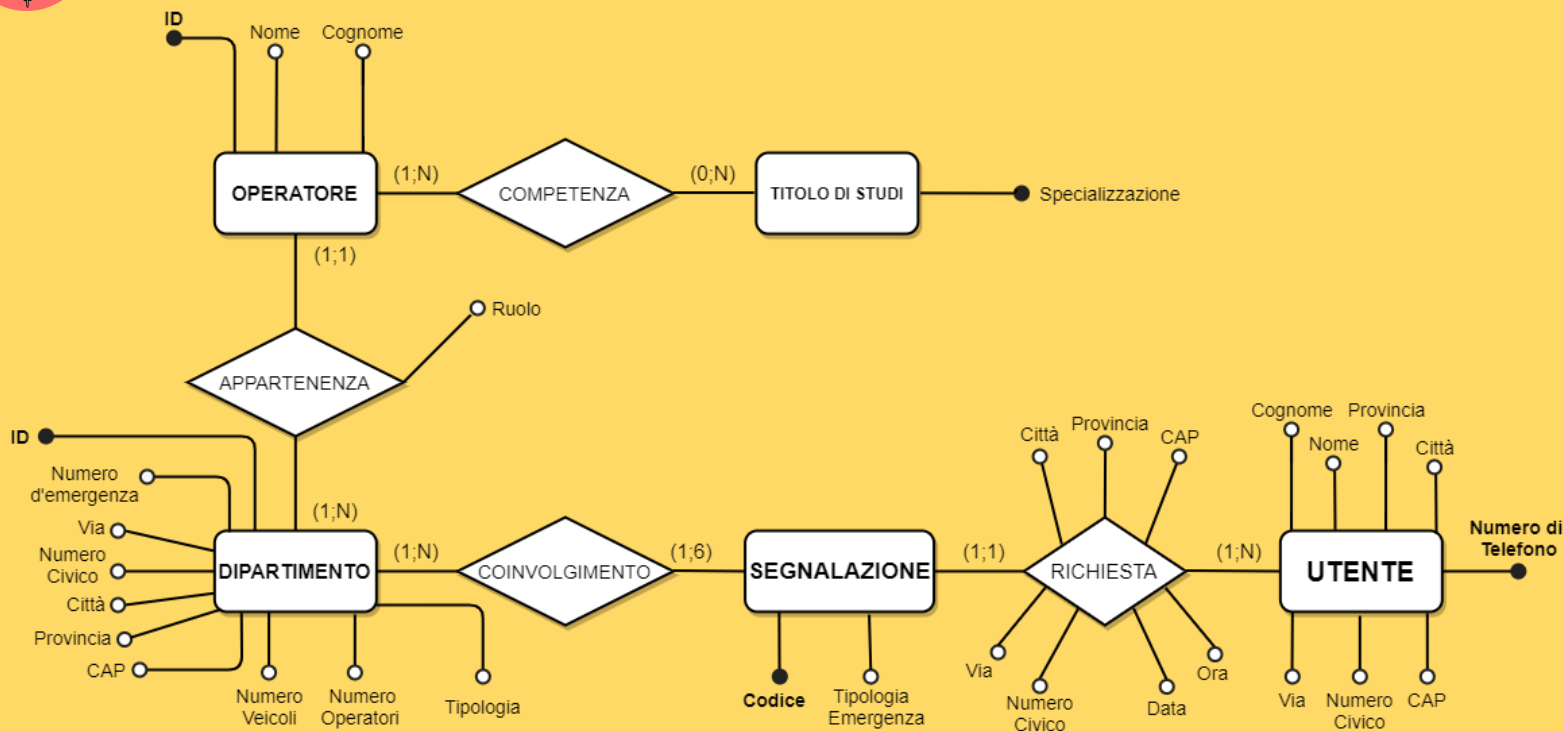 ID
Nome
Cognome
OPERATORE
(1;N)
COMPETENZA
(0;N)
TITOLO DI STUDI
Specializzazione
(1;1)
Ruolo
APPARTENENZA
ID
Numero
d'emergenza
Via
Numero
Civico
Città
Provincia
CAP
(1;N)
DIPARTIMENTO
Numero
Veicoli
Numero
Operatori
Tipologia
(1;N)
COINVOLGIMENTO
(1;6)
SEGNALAZIONE
Codice
Tipologia
Emergenza
(1;1)
Città
Provincia
CAP
RICHIESTA
Via
Numero
Civico
Data
Ora
(1;N)
Cognome
Nome
Provincia
Città
UTENTE
Numero di
Telefono
Via
Numero
Civico
CAP